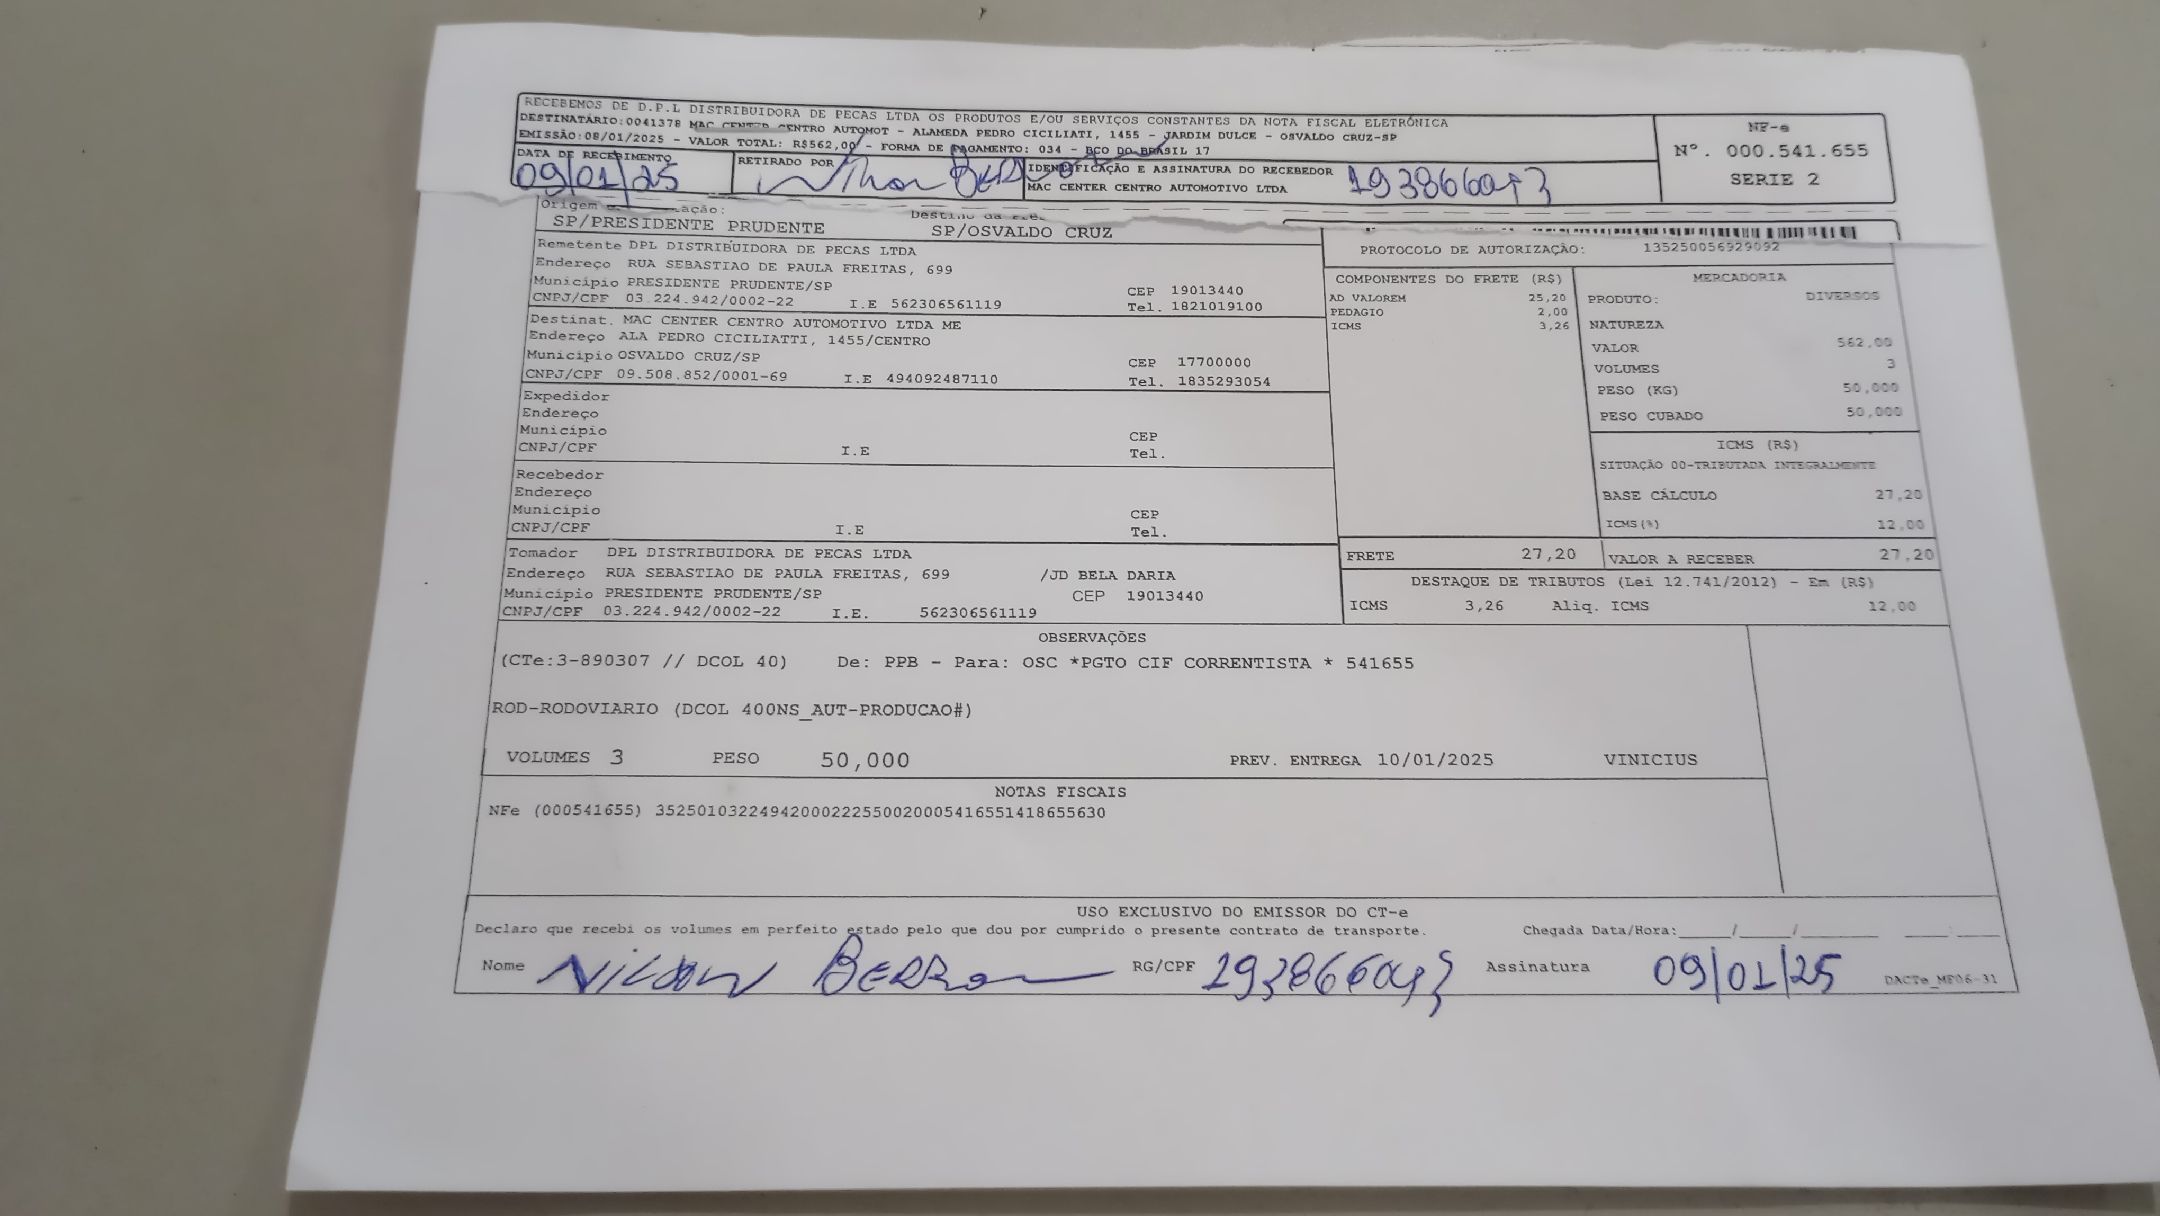 RECEBEMOS DE D.P.L DISTRIBUIDORA DE PECAS LTDA OS PRODUTOS E/OU SERVIÇOS CONSTANTES DA NOTA FISCAL ELETRÔNICA
DESTINATÁRIO:0041378 MAC CENTER CENTRO AUTOMOT - ALAMEDA PEDRO CICILIATI, 1455 - JARDIM DULCE - OSVALDO CRUZ-SP
EMISSÃO:08/01/2025 - VALOR TOTAL: R$562,00 - FORMA DE PAGAMENTO: 034 - BCO DO BRASIL 17
NF-e
Nº. 000.541.655
SERIE 2
DATA DE RECEBIMENTO
09/01/25
RETIRADO POR
IDENTIFICAÇÃO E ASSINATURA DO RECEBEDOR
MAC CENTER CENTRO AUTOMOTIVO LTDA
Origem
SP/PRESIDENTE PRUDENTE
Destino da
SP/OSVALDO CRUZ
PROTOCOLO DE AUTORIZAÇÃO: 135250056929092
Remetente DPL DISTRIBUIDORA DE PECAS LTDA
Endereço RUA SEBASTIAO DE PAULA FREITAS, 699
Município PRESIDENTE PRUDENTE/SP CEP 19013440
CNPJ/CPF 03.224.942/0002-22 I.E 562306561119 Tel. 1821019100
Destinat. MAC CENTER CENTRO AUTOMOTIVO LTDA ME
Endereço ALA PEDRO CICILIATTI, 1455/CENTRO
Município OSVALDO CRUZ/SP CEP 17700000
CNPJ/CPF 09.508.852/0001-69 I.E 494092487110 Tel. 1835293054
Expedidor
Endereço
Município CEP
CNPJ/CPF I.E Tel.
Recebedor
Endereço
Município CEP
CNPJ/CPF I.E Tel.
Tomador DPL DISTRIBUIDORA DE PECAS LTDA
Endereço RUA SEBASTIAO DE PAULA FREITAS, 699 /JD BELA DARIA
Município PRESIDENTE PRUDENTE/SP CEP 19013440
CNPJ/CPF 03.224.942/0002-22 I.E. 562306561119
COMPONENTES DO FRETE (R$)
AD VALOREM 25,20
PEDAGIO 2,00
ICMS 3,26
MERCADORIA
PRODUTO: DIVERSOS
NATUREZA
VALOR 562,00
VOLUMES 3
PESO (KG) 50,000
PESO CUBADO 50,000
ICMS (R$)
SITUAÇÃO 00-TRIBUTADA INTEGRALMENTE
BASE CÁLCULO 27,20
ICMS(%) 12,00
FRETE 27,20
VALOR A RECEBER 27,20
DESTAQUE DE TRIBUTOS (Lei 12.741/2012) - Em (R$)
ICMS 3,26 Aliq. ICMS 12,00
OBSERVAÇÕES
(CTe:3-890307 // DCOL 40) De: PPB - Para: OSC *PGTO CIF CORRENTISTA * 541655
ROD-RODOVIARIO (DCOL 400NS_AUT-PRODUCAO#)
VOLUMES 3 PESO 50,000 PREV. ENTREGA 10/01/2025 VINICIUS
NOTAS FISCAIS
NFe (000541655) 35250103224942000222550020005416551418655630
USO EXCLUSIVO DO EMISSOR DO CT-e
Declaro que recebi os volumes em perfeito estado pelo que dou por cumprido o presente contrato de transporte. Chegada Data/Hora:____/____/______ ___:___
Nome RG/CPF Assinatura 09/01/25 DACTe_MF06-31